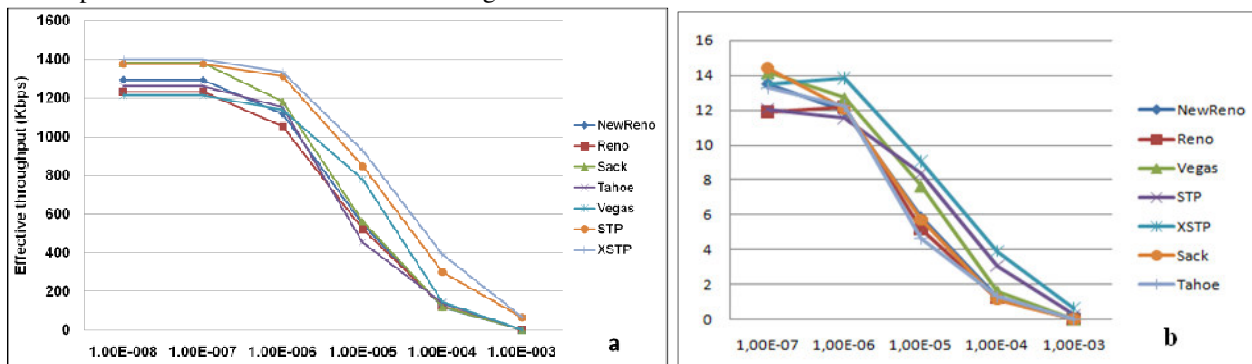 1600
1400
1200
1000
800
600
400
200
0
Effective throughput (Kbps)
1,00E-008 1,00E-007 1,00E-006 1,00E-005 1,00E-004 1,00E-003
NewReno
Reno
Sack
Tahoe
Vegas
STP
XSTP
a
16
14
12
10
8
6
4
2
0
1,00E-07 1,00E-06 1,00E-05 1,00E-04 1,00E-03
NewReno
Reno
Vegas
STP
XSTP
Sack
Tahoe
b